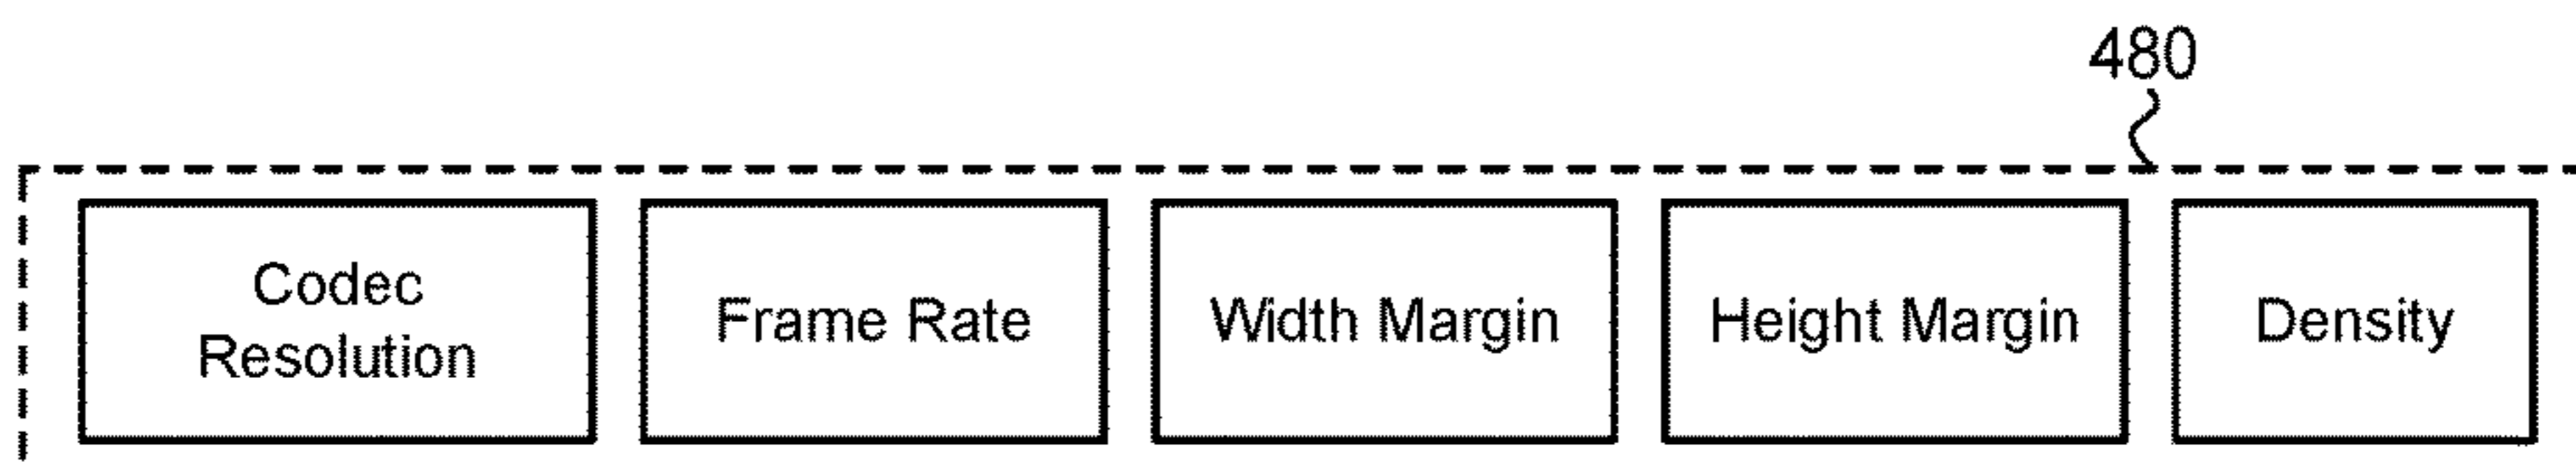 480
Codec
Resolution
Frame Rate
Width Margin
Height Margin
Density